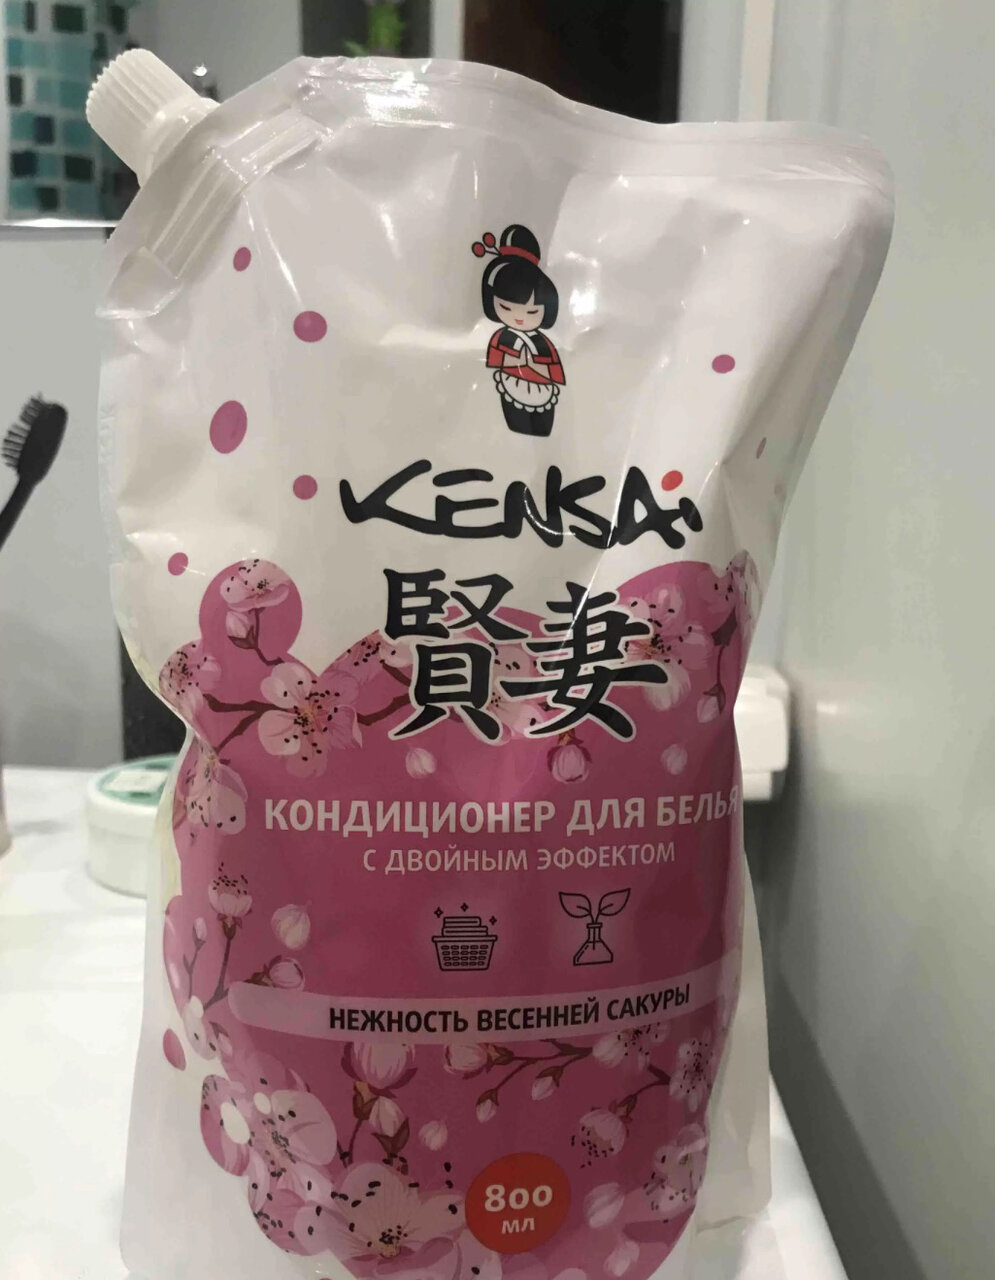 KENSAi
賢妻
КОНДИЦИОНЕР ДЛЯ БЕЛЬЯ
С ДВОЙНЫМ ЭФФЕКТОМ
НЕЖНОСТЬ ВЕСЕННЕЙ САКУРЫ
800
МЛ